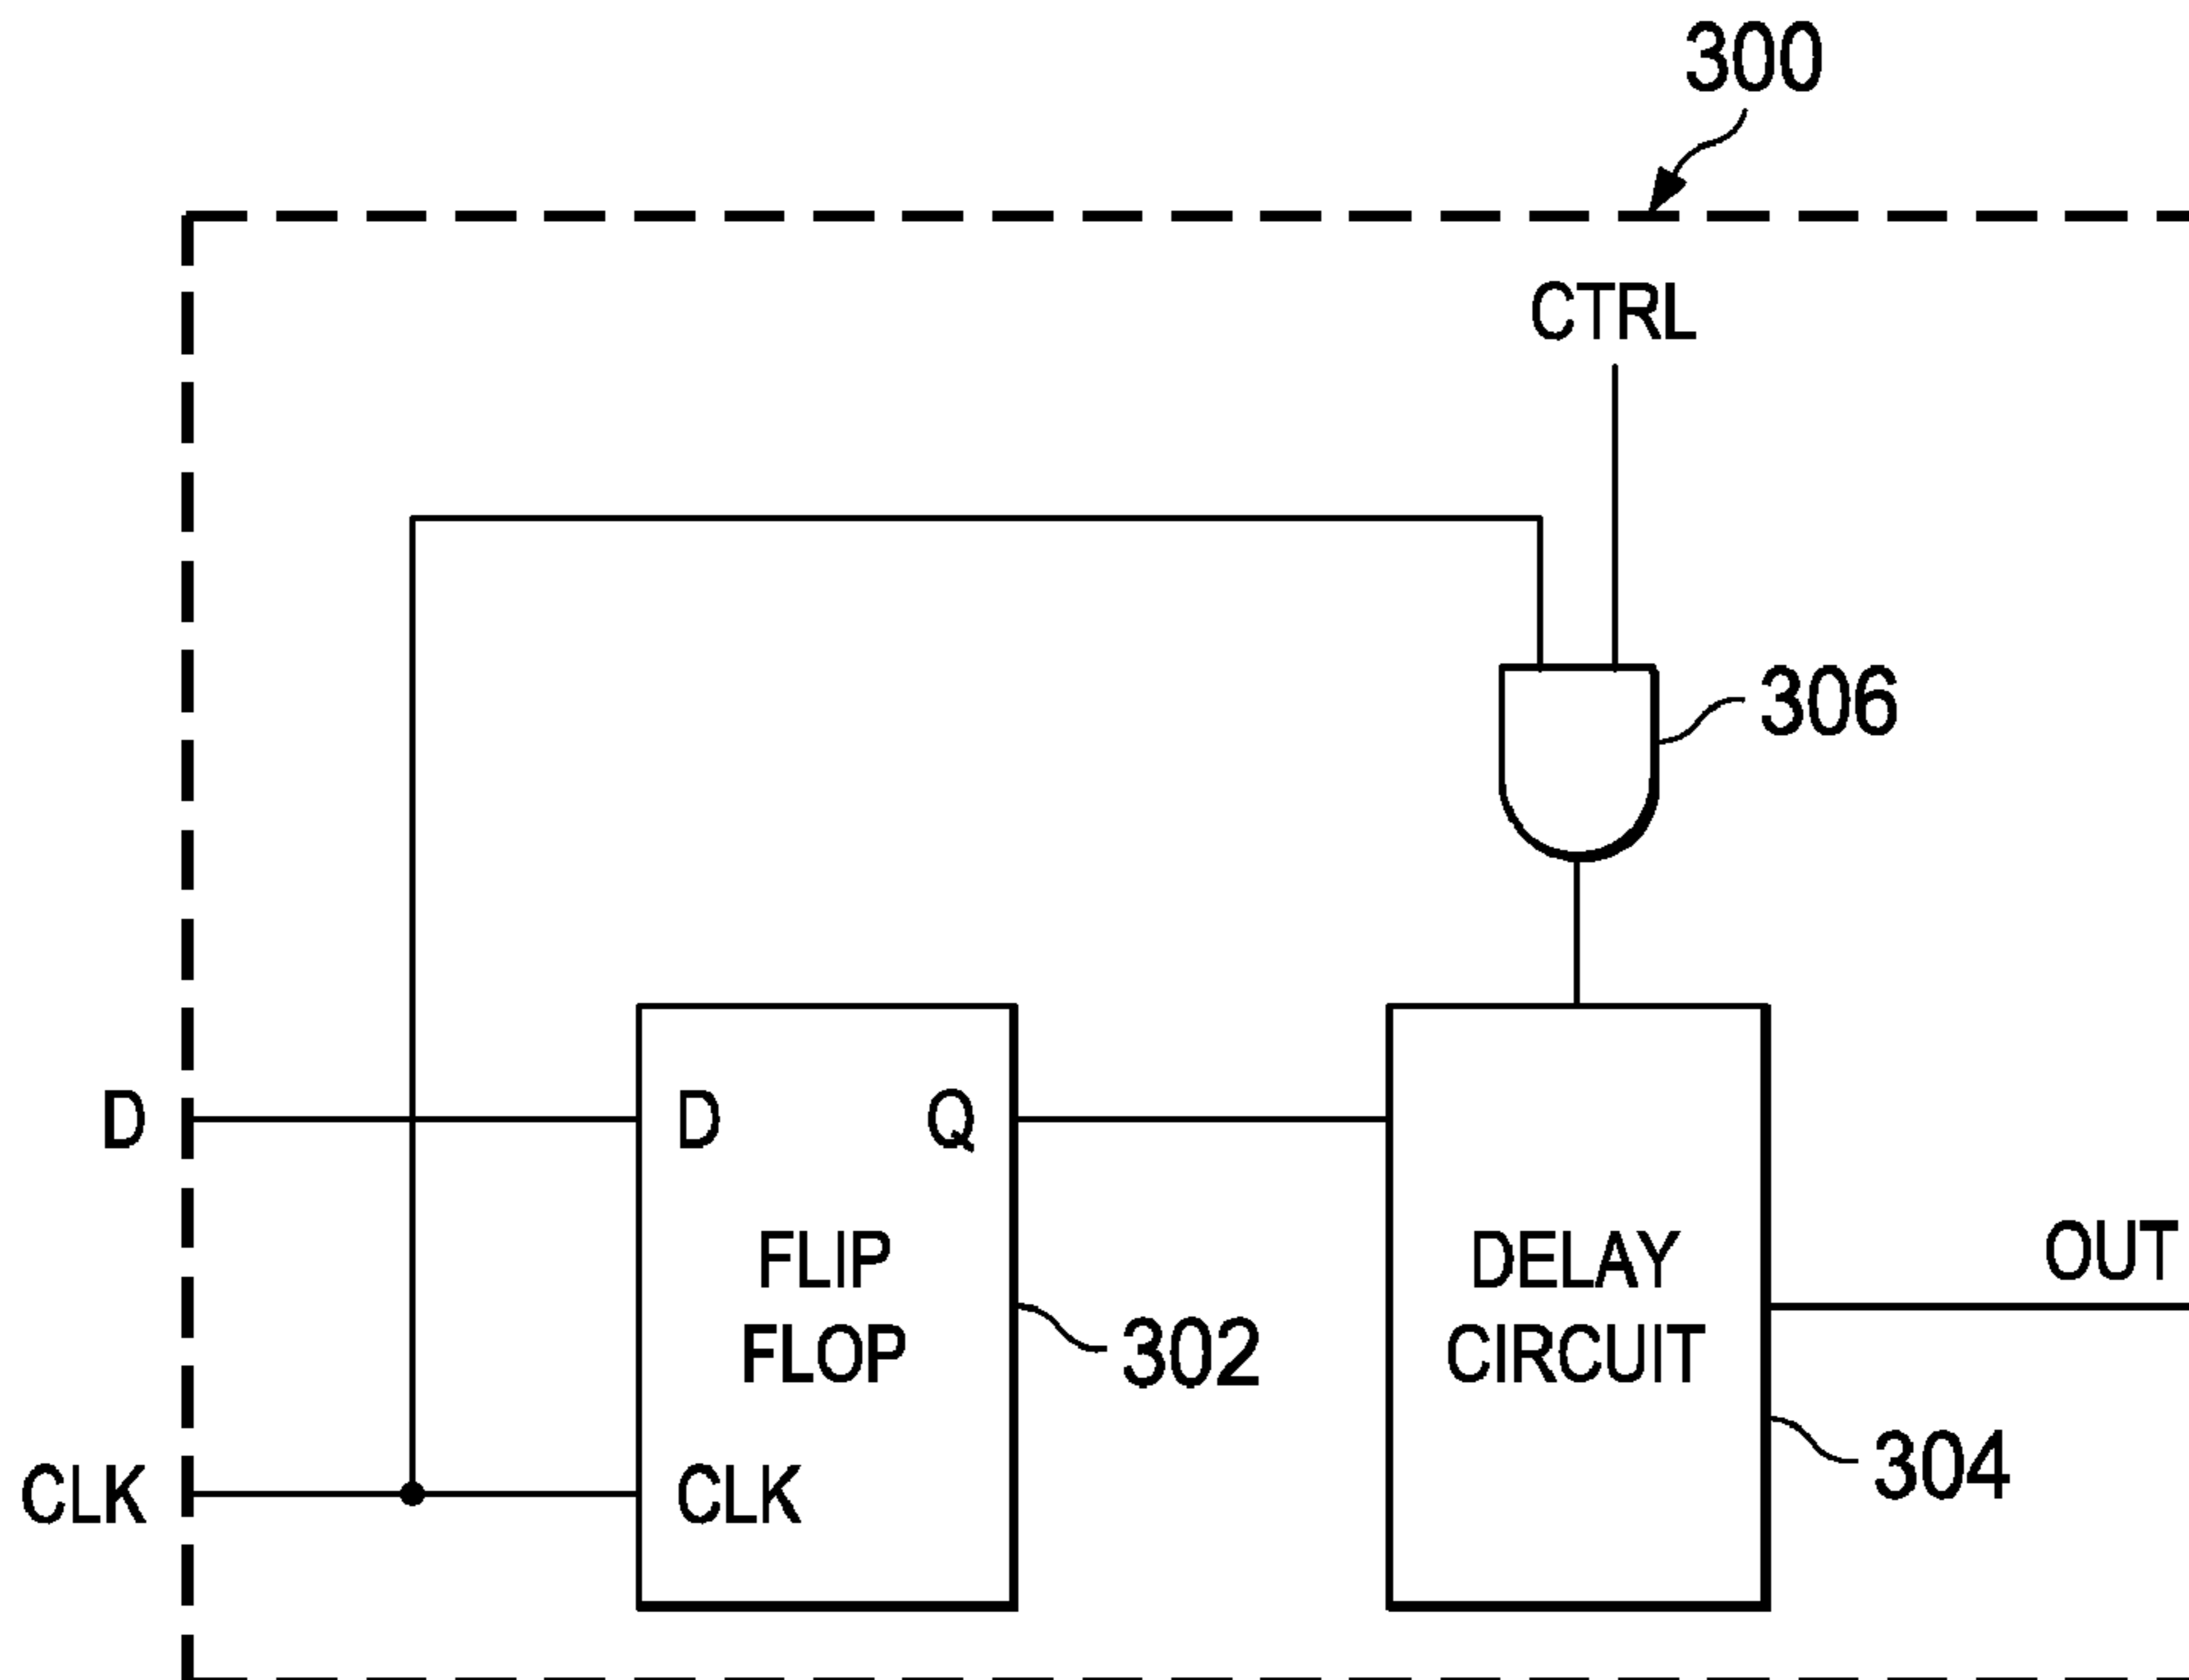 300
CTRL
306
D
D
Q
FLIP
FLOP
302
DELAY
CIRCUIT
OUT
304
CLK
CLK